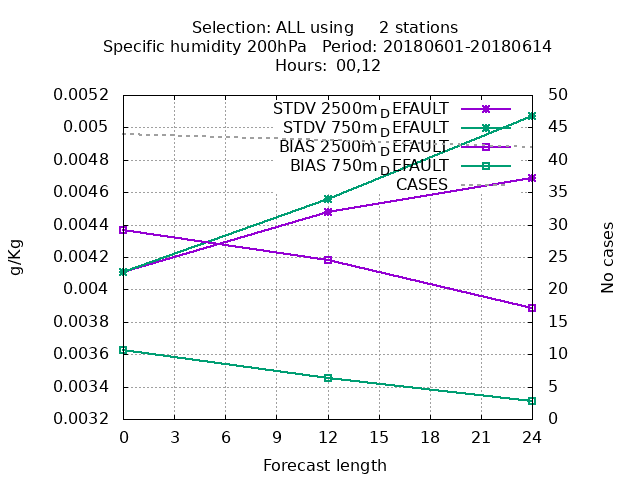 Selection: ALL using     2 stations
Specific humidity 200hPa   Period: 20180601-20180614
Hours: 00,12
0.0052
0.005
0.0048
0.0046
0.0044
0.0042
0.004
0.0038
0.0036
0.0034
0.0032
g/Kg
STDV 2500m_DEFAULT
STDV 750m_DEFAULT
BIAS 2500m_DEFAULT
BIAS 750m_DEFAULT
CASES
50
45
40
35
30
25
20
15
10
5
0
No cases
0 3 6 9 12 15 18 21 24
Forecast length